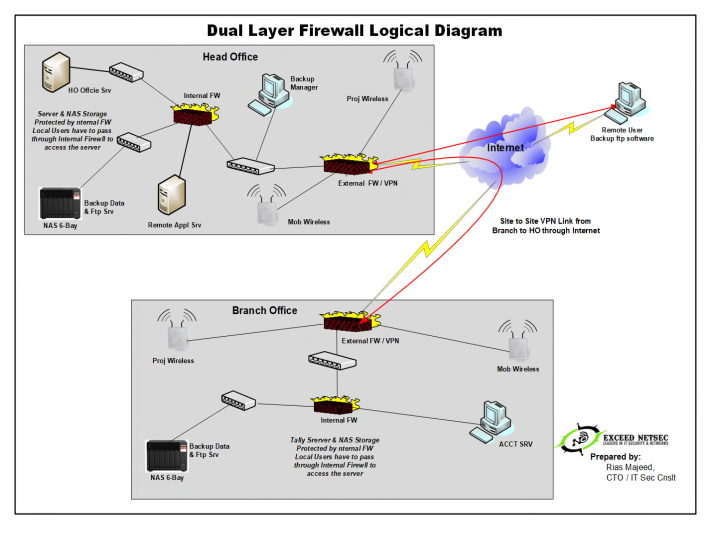 Dual Layer Firewall Logical Diagram
Head Office
HO Offcie Srv
Internal FW
Backup
Manager
Proj Wireless
Server & NAS Storage
Protected by nternal FW
Local Users have to pass
through Internal Firewll to
access the server
External FW / VPN
Internet
Remote User
Backup ftp software
Backup Data
& Ftp Srv
NAS 6-Bay
Remote Appl Srv
Mob Wireless
Site to Site VPN Link from
Branch to HO through Internet
Branch Office
External FW / VPN
Proj Wireless
Mob Wireless
Internal FW
Backup Data
& Ftp Srv
NAS 6-Bay
Tally Srerver & NAS Storage
Protected by nternal FW
Local Users have to pass
through Internal Firewll to
access the server
ACCT SRV
EXCEED NETSEC
LEADERS IN IT SECURITY & NETWORKS
Prepared by:
Rias Majeed,
CTO / IT Sec Cnslt